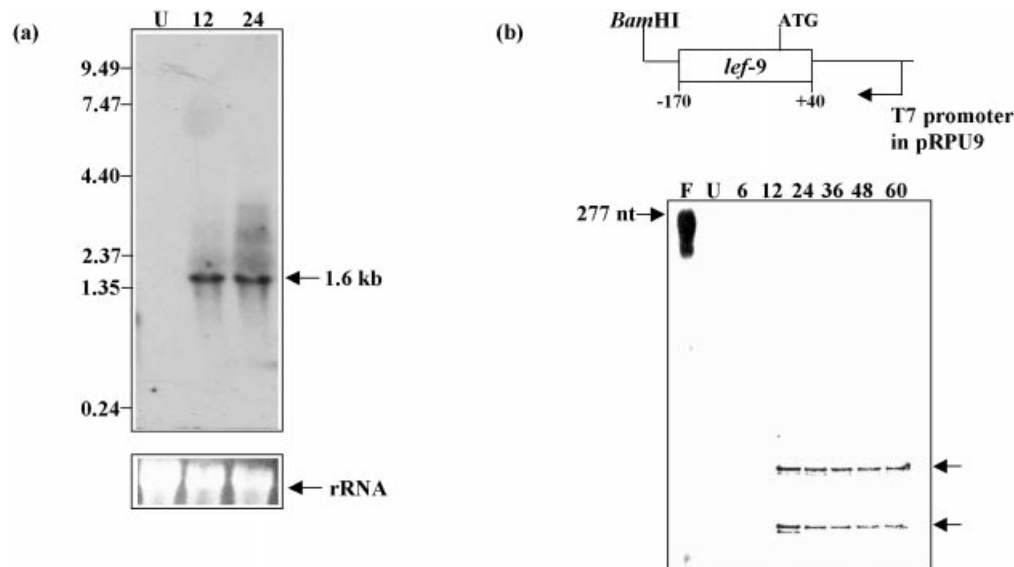 (a)
U 12 24
9.49
7.47
4.40
2.37
1.35
0.24
1.6 kb
rRNA
(b)
BamHI
ATG
lef-9
-170
+40
T7 promoter
in pRPU9
F U 6 12 24 36 48 60
277 nt